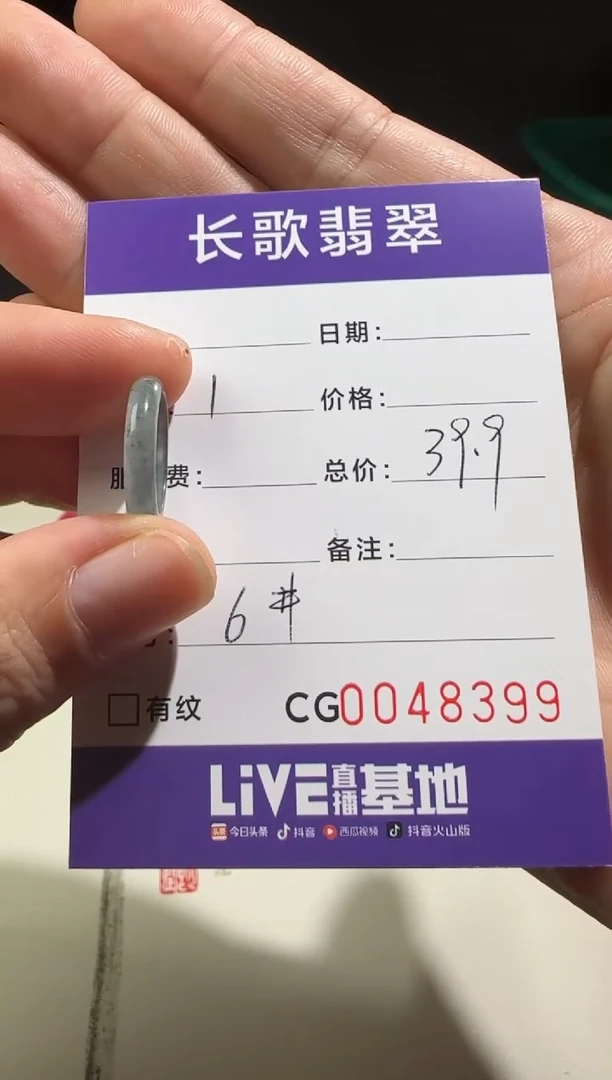 长歌翡翠
日期:
1 价格:
费: 总价: 39.9
备注:
6#
有纹 CG0048399
LiVE直播基地
今日头条 抖音 西瓜视频 抖音火山版